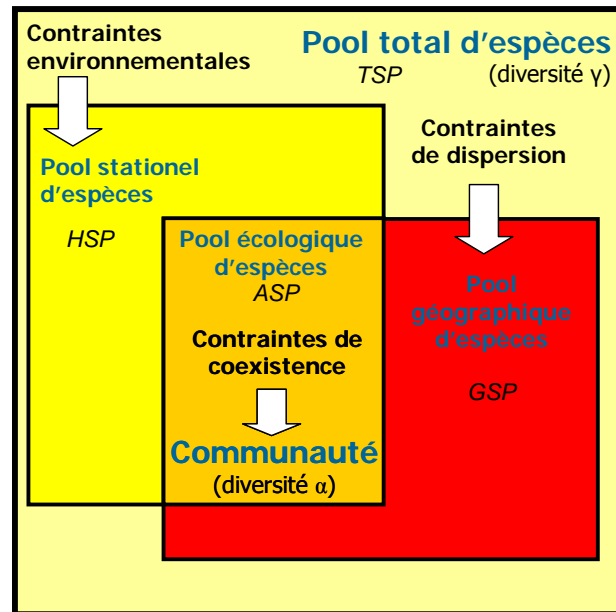 Contraintes
environnementales
Pool total d'espèces
TSP (diversité γ)
Contraintes
de dispersion
Pool stationel
d'espèces
HSP
Pool écologique
d'espèces
ASP
Pool
géographique
d'espèces
GSP
Contraintes de
coexistence
Communauté
(diversité α)